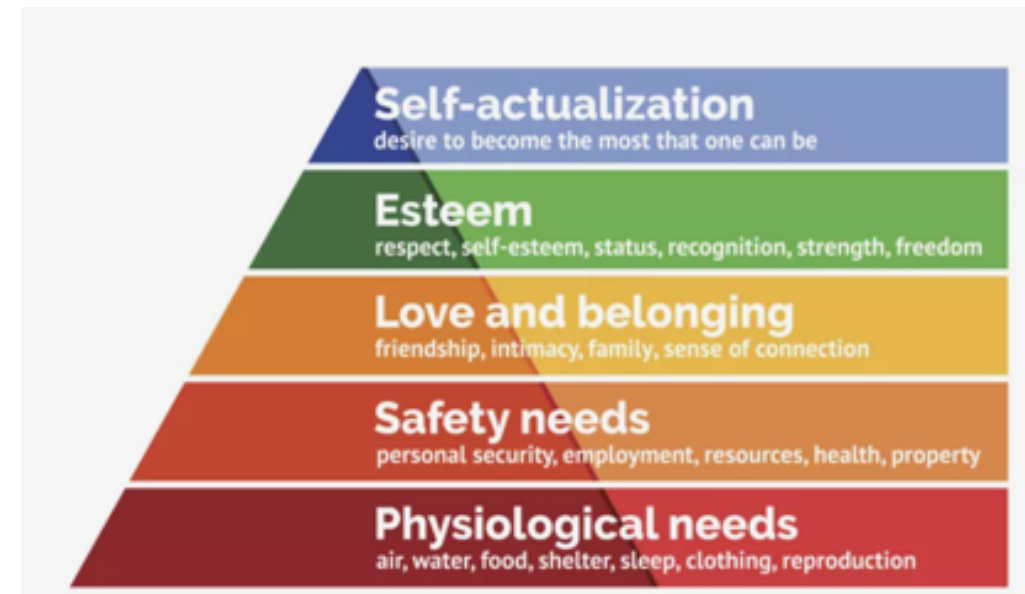 Self-actualization
desire to become the most that one can be
Esteem
respect, self-esteem, status, recognition, strength, freedom
Love and belonging
friendship, intimacy, family, sense of connection
Safety needs
personal security, employment, resources, health, property
Physiological needs
air, water, food, shelter, sleep, clothing, reproduction